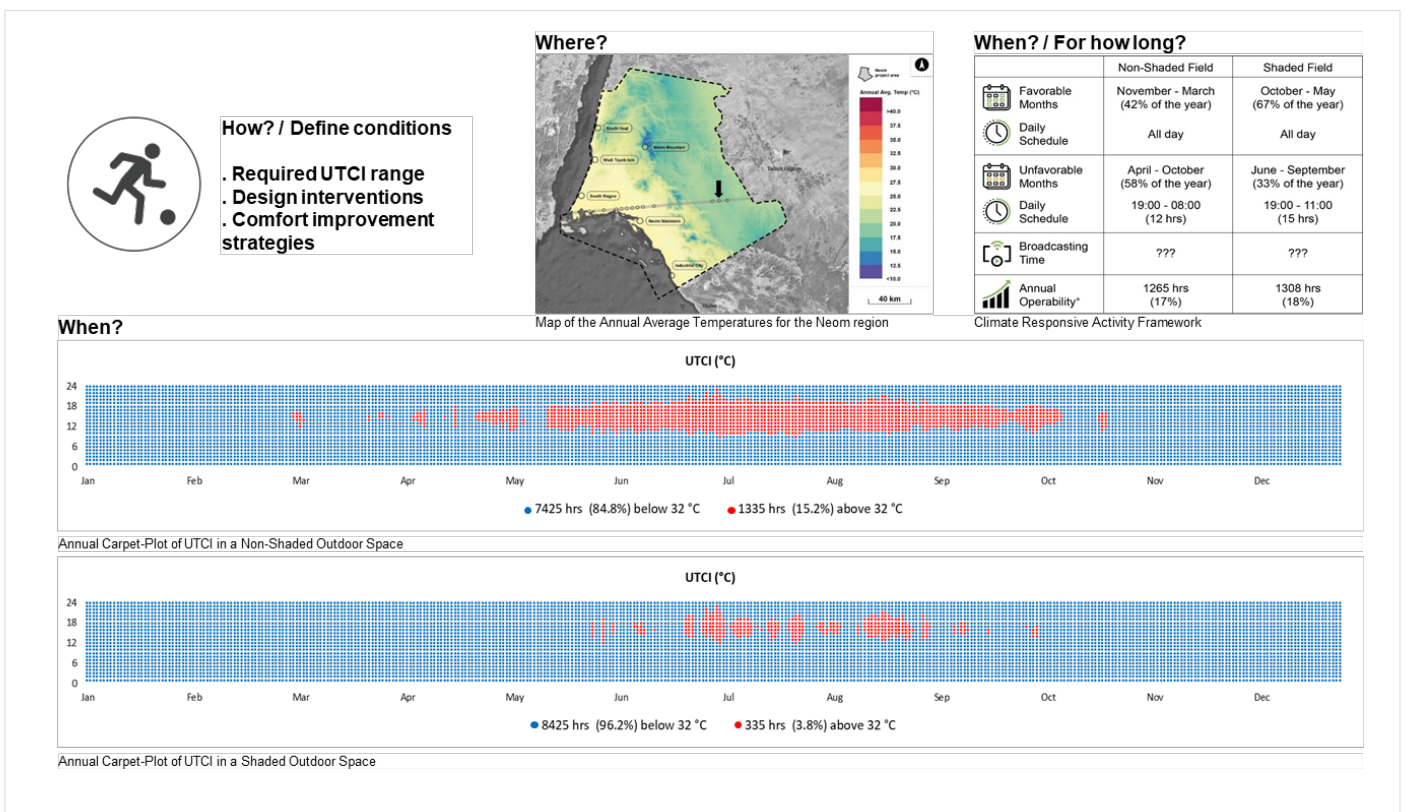 How? / Define conditions
. Required UTCI range
. Design interventions
. Comfort improvement
strategies
Where?
Neom
project area
Annual Avg. Temp (°C)
>40.0
37.5
35.0
32.5
30.0
27.5
25.0
22.5
20.0
17.5
15.0
12.5
<10.0
40 km
Neom Mountain
Industrial City
Tabuk region
Duba
Map of the Annual Average Temperatures for the Neom region
When? / For how long?
Non-Shaded Field
Shaded Field
Favorable
Months
November - March
(42% of the year)
October - May
(67% of the year)
Daily
Schedule
All day
All day
Unfavorable
Months
April - October
(58% of the year)
June - September
(33% of the year)
Daily
Schedule
19:00 - 08:00
(12 hrs)
19:00 - 11:00
(15 hrs)
Broadcasting
Time
???
???
Annual
Operability*
1265 hrs
(17%)
1308 hrs
(18%)
Climate Responsive Activity Framework
When?
UTCI (°C)
24
18
12
6
0
Jan Feb Mar Apr May Jun Jul Aug Sep Oct Nov Dec
7425 hrs (84.8%) below 32 °C 1335 hrs (15.2%) above 32 °C
Annual Carpet-Plot of UTCI in a Non-Shaded Outdoor Space
UTCI (°C)
24
18
12
6
0
Jan Feb Mar Apr May Jun Jul Aug Sep Oct Nov Dec
8425 hrs (96.2%) below 32 °C 335 hrs (3.8%) above 32 °C
Annual Carpet-Plot of UTCI in a Shaded Outdoor Space